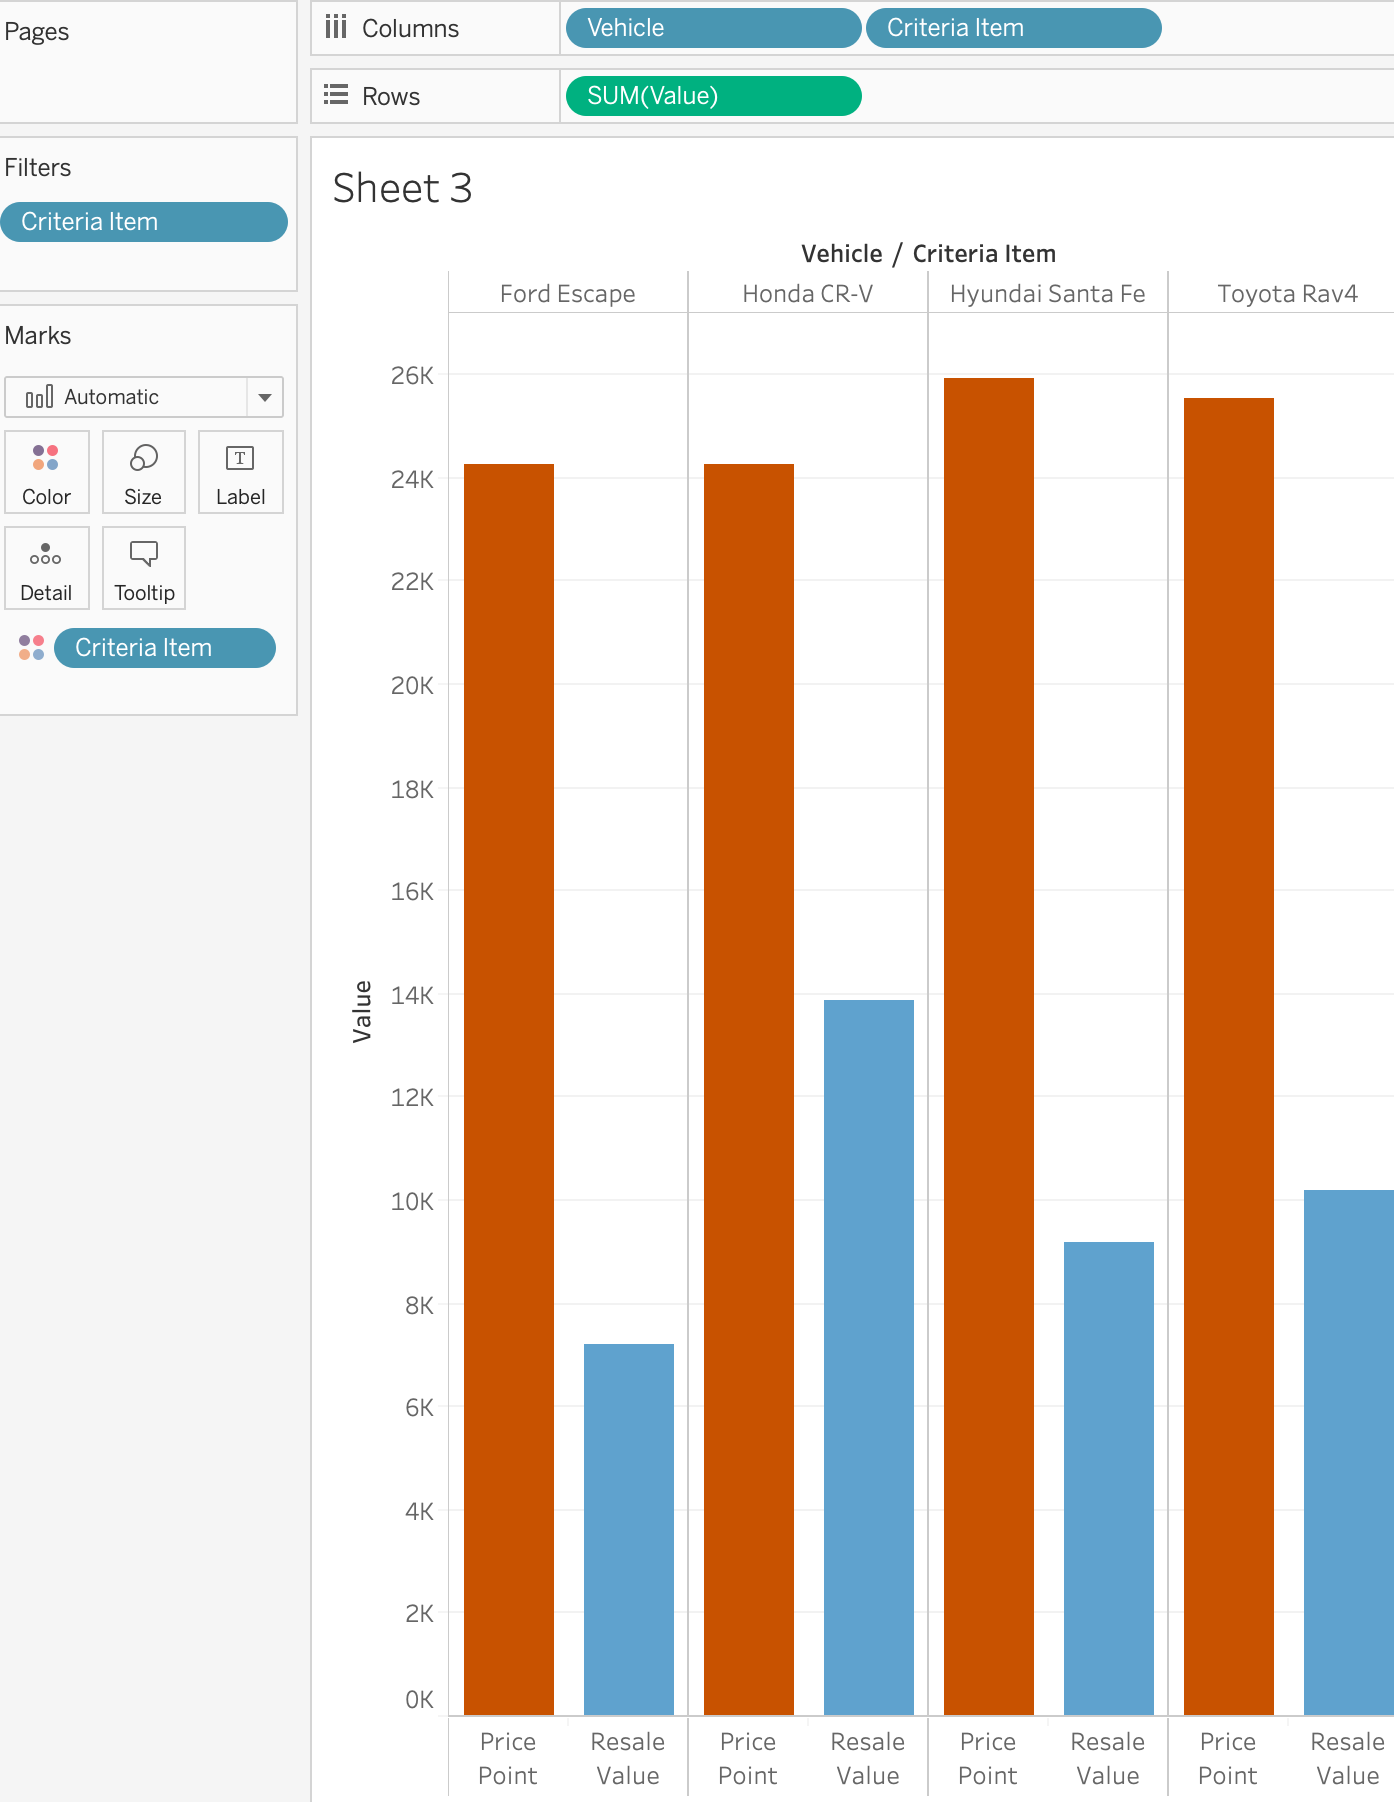 Pages
Columns
Vehicle
Criteria Item
Rows
SUM(Value)
Filters
Criteria Item
Marks
Automatic
Color
Size
T
Label
Detail
Tooltip
Criteria Item
Sheet 3
Vehicle / Criteria Item
Ford Escape
Honda CR-V
Hyundai Santa Fe
Toyota Rav4
26K
24K
22K
20K
18K
16K
14K
12K
10K
8K
6K
4K
2K
0K
Value
Price
Point
Resale
Value
Price
Point
Resale
Value
Price
Point
Resale
Value
Price
Point
Resale
Value